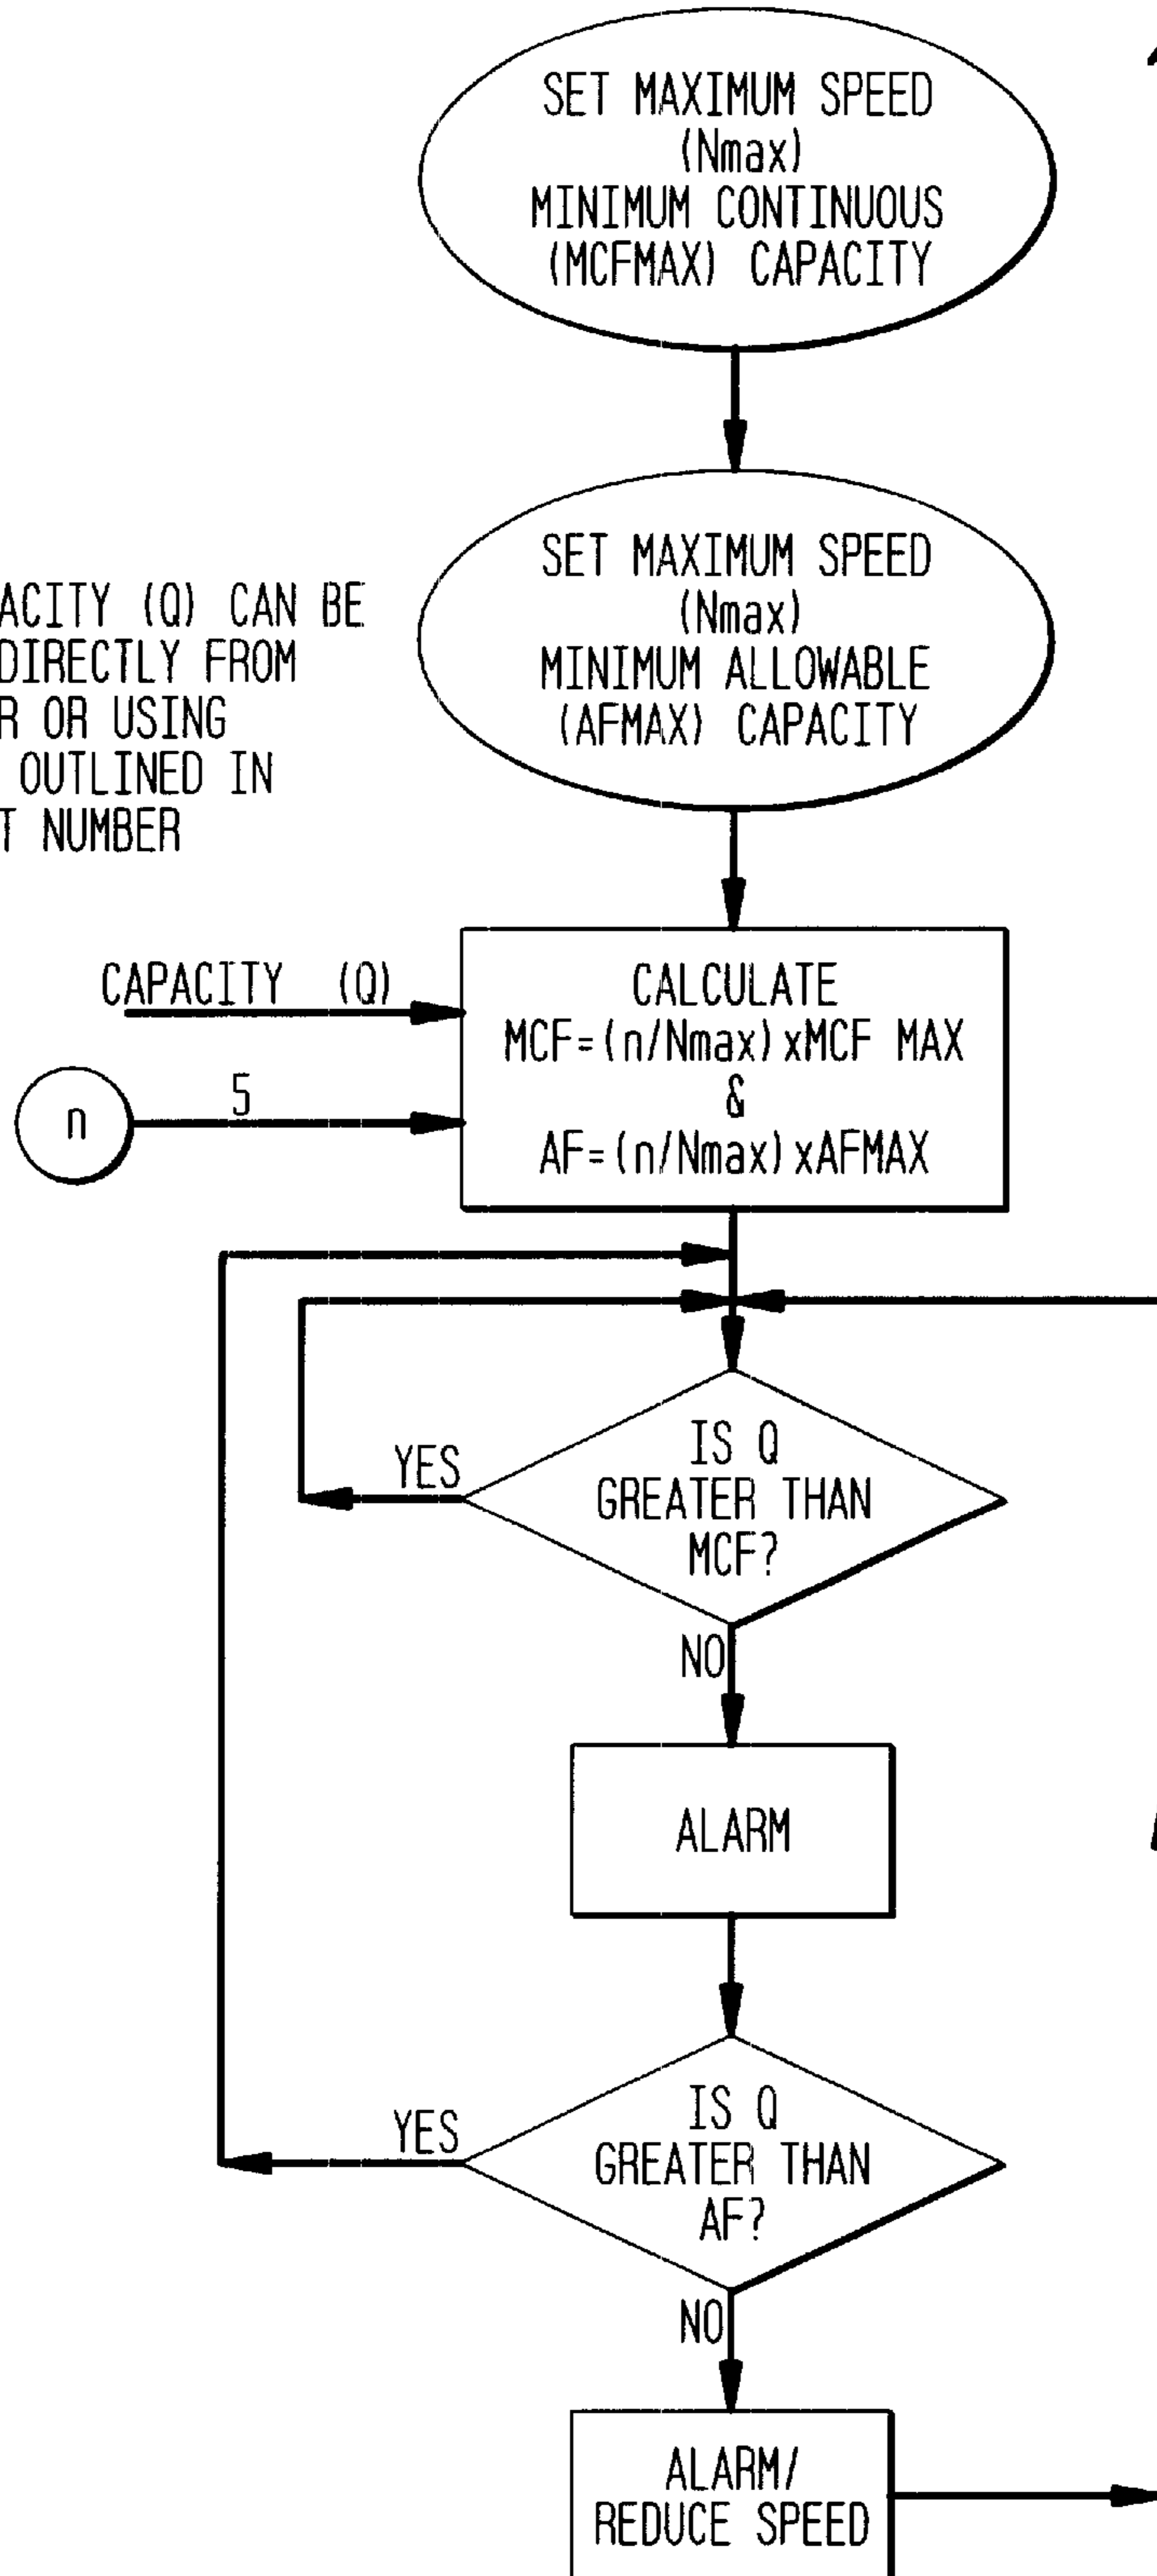 SET MAXIMUM SPEED
(Nmax)
MINIMUM CONTINUOUS
(MCFMAX) CAPACITY
SET MAXIMUM SPEED
(Nmax)
MINIMUM ALLOWABLE
(AFMAX) CAPACITY
ACITY (Q) CAN BE
DIRECTLY FROM
R OR USING
OUTLINED IN
T NUMBER
CAPACITY (Q)
n
5
CALCULATE
MCF=(n/Nmax)xMCF MAX
&
AF=(n/Nmax)xAFMAX
IS Q
GREATER THAN
MCF?
YES
NO
ALARM
IS Q
GREATER THAN
AF?
YES
NO
ALARM/
REDUCE SPEED